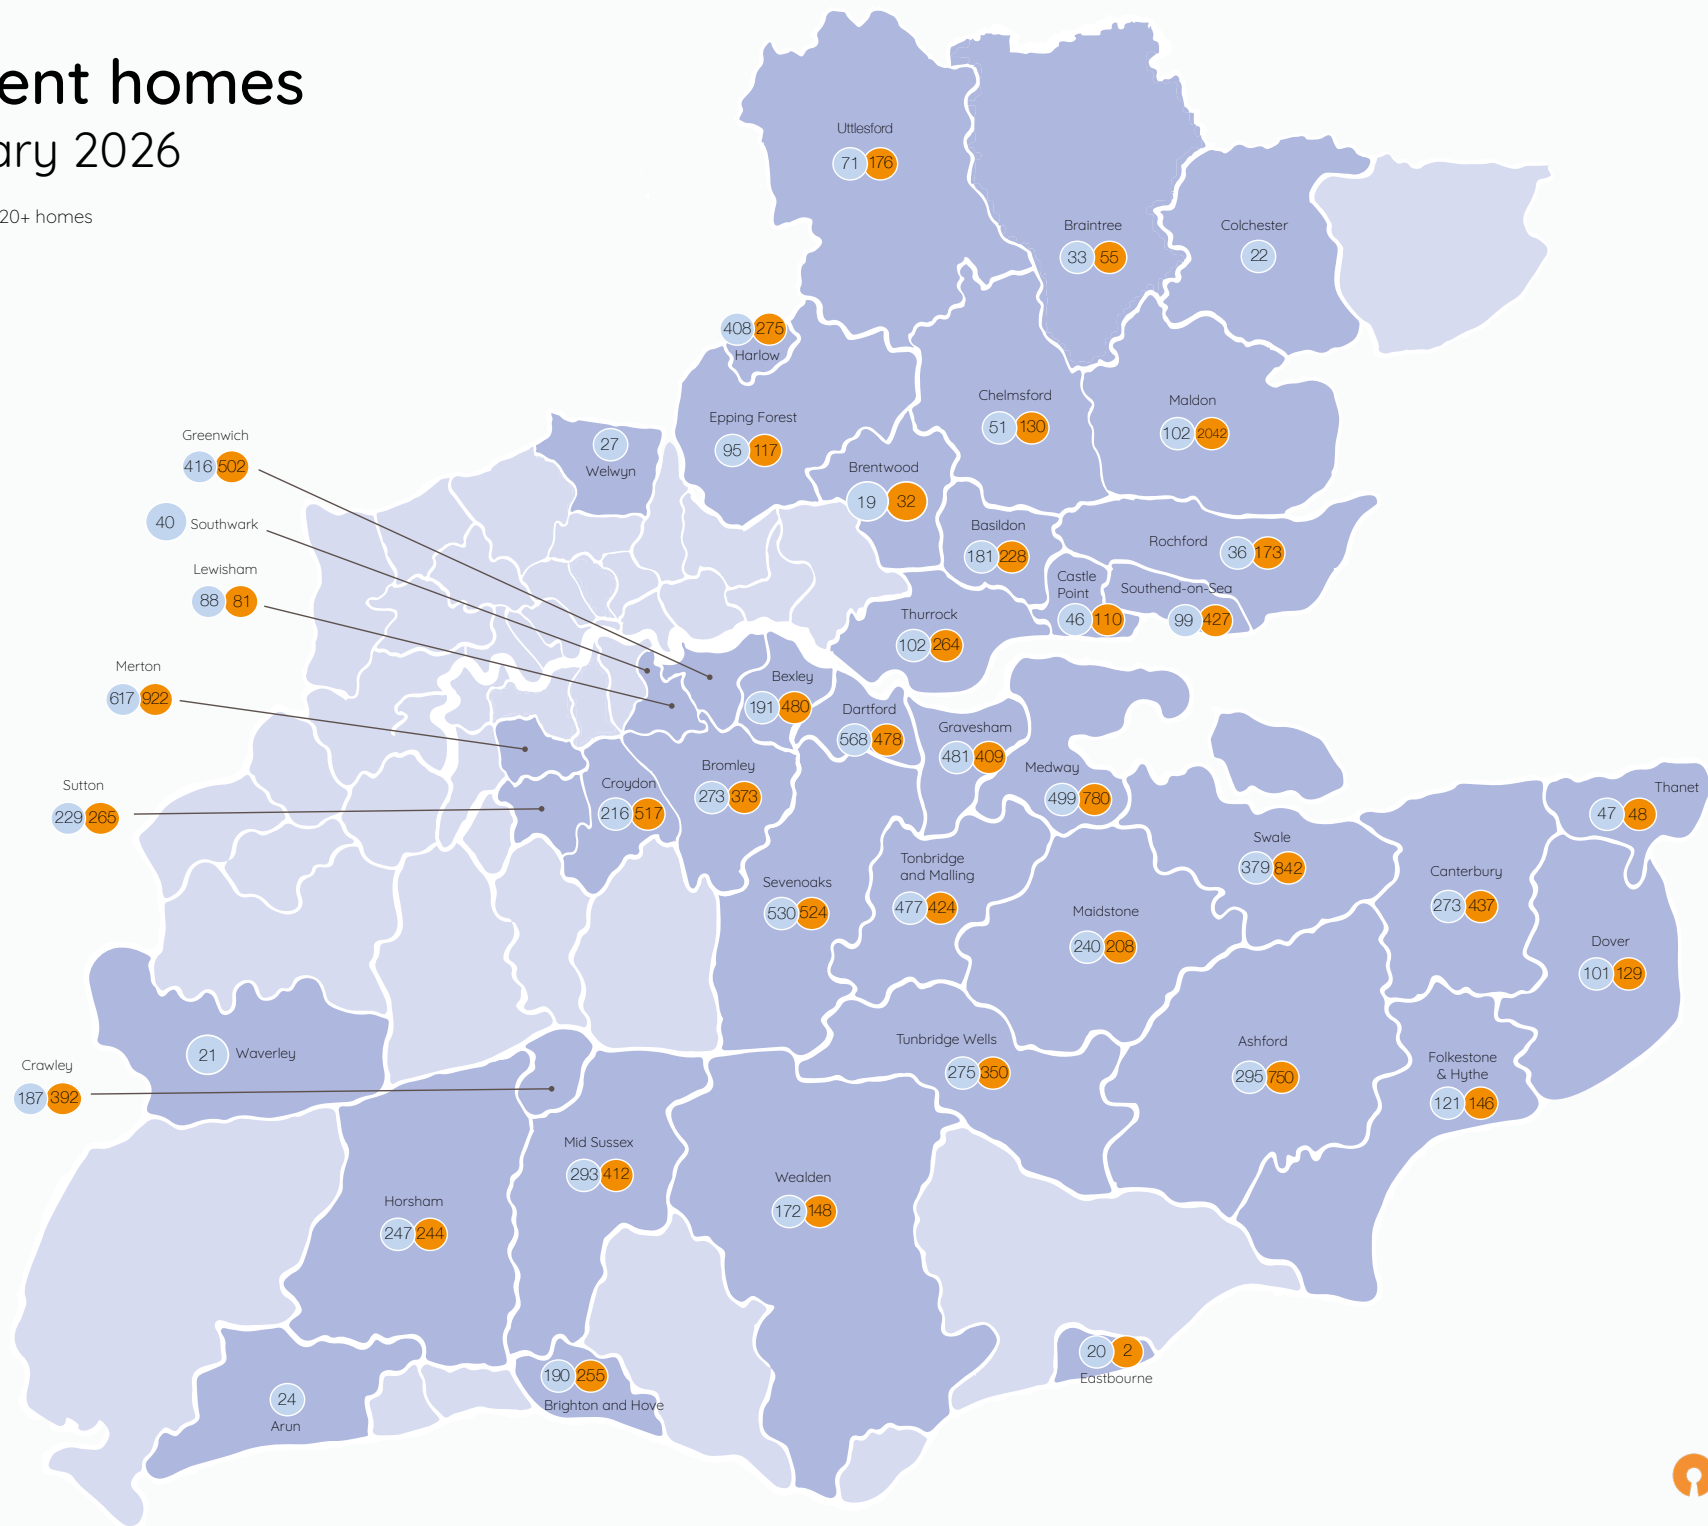 ent homes
ary 2026
20+ homes
Uttlesford
71 176
Braintree
33 55
Colchester
22
408 275
Harlow
Epping Forest
95 117
Chelmsford
51 130
Maldon
102 2042
27
Welwyn
Greenwich
416 502
Brentwood
19 32
40 Southwark
Basildon
181 228
Rochford 36 173
Lewisham
88 81
Castle
Point
46 110
Southend-on-Sea
99 427
Thurrock
102 264
Merton
617 922
Bexley
191 480
Dartford
568 478
Gravesham
481 409
Medway
499 780
Sutton
229 265
Croydon
216 517
Bromley
273 373
Thanet
47 48
Swale
379 842
Sevenoaks
530 524
Tonbridge
and Malling
477 424
Canterbury
273 437
Maidstone
240 208
Dover
101 129
21 Waverley
Crawley
187 392
Tunbridge Wells
275 350
Ashford
295 750
Folkestone
& Hythe
121 146
Mid Sussex
293 412
Wealden
172 148
Horsham
247 244
20 2
Eastbourne
190 255
Brighton and Hove
24
Arun